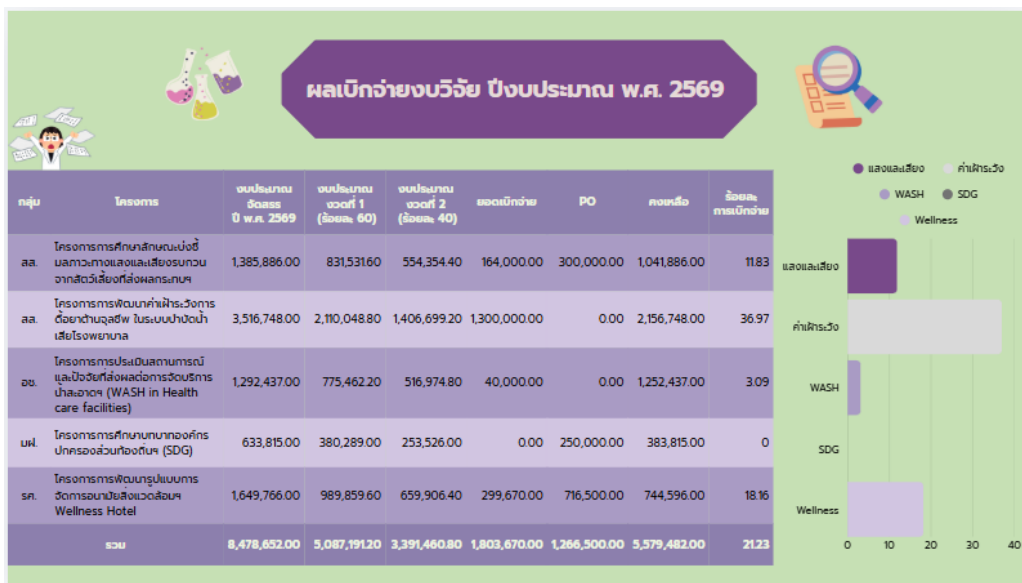 ผลเบิกจ่ายงบวิจัย ปีงบประมาณ พ.ศ. 2569
กลุ่ม โครงการ งบประมาณ จัดสรร ปี พ.ศ. 2569 งบประมาณ งวดที่ 1 (ร้อยละ 60) งบประมาณ งวดที่ 2 (ร้อยละ 40) ยอดเบิกจ่าย PO คงเหลือ ร้อยละ การเบิกจ่าย
โครงการการศึกษาลักษณะบ่งชี้
สส. มลภาวะทางแสงและเสียงรบกวน 1,385,886.00 831,531.60 554,354.40 164,000.00 300,000.00 1,041,886.00 11.83
จากสัตว์เลี้ยงที่ส่งผลกระทบฯ
โครงการการพัฒนาค่าเฝ้าระวังการ
สส. ดื้อยาต้านจุลชีพ ในระบบบำบัดน้ำ 3,516,748.00 2,110,048.80 1,406,699.20 1,300,000.00 0.00 2,156,748.00 36.97
เสียโรงพยาบาล
โครงการการประเมินสถานการณ์
และปัจจัยที่ส่งผลต่อการจัดบริการ
อช. น้ำสะอาดฯ (WASH in Health 1,292,437.00 775,462.20 516,974.80 40,000.00 0.00 1,252,437.00 3.09
care facilities)
โครงการการศึกษาบทบาทองค์กร
มฝ. ปกครองส่วนท้องถิ่นฯ (SDG) 633,815.00 380,289.00 253,526.00 0.00 250,000.00 383,815.00 0
โครงการการพัฒนารูปแบบการ
รศ. จัดการอนามัยสิ่งแวดล้อมฯ 1,649,766.00 989,859.60 659,906.40 299,670.00 716,500.00 744,596.00 18.16
Wellness Hotel
รวม 8,478,652.00 5,087,191.20 3,391,460.80 1,803,670.00 1,266,500.00 5,579,482.00 21.23
แสงและเสียง ค่าเฝ้าระวัง
WASH SDG
Wellness
แสงและเสียง
ค่าเฝ้าระวัง
WASH
SDG
Wellness
0 10 20 30 40